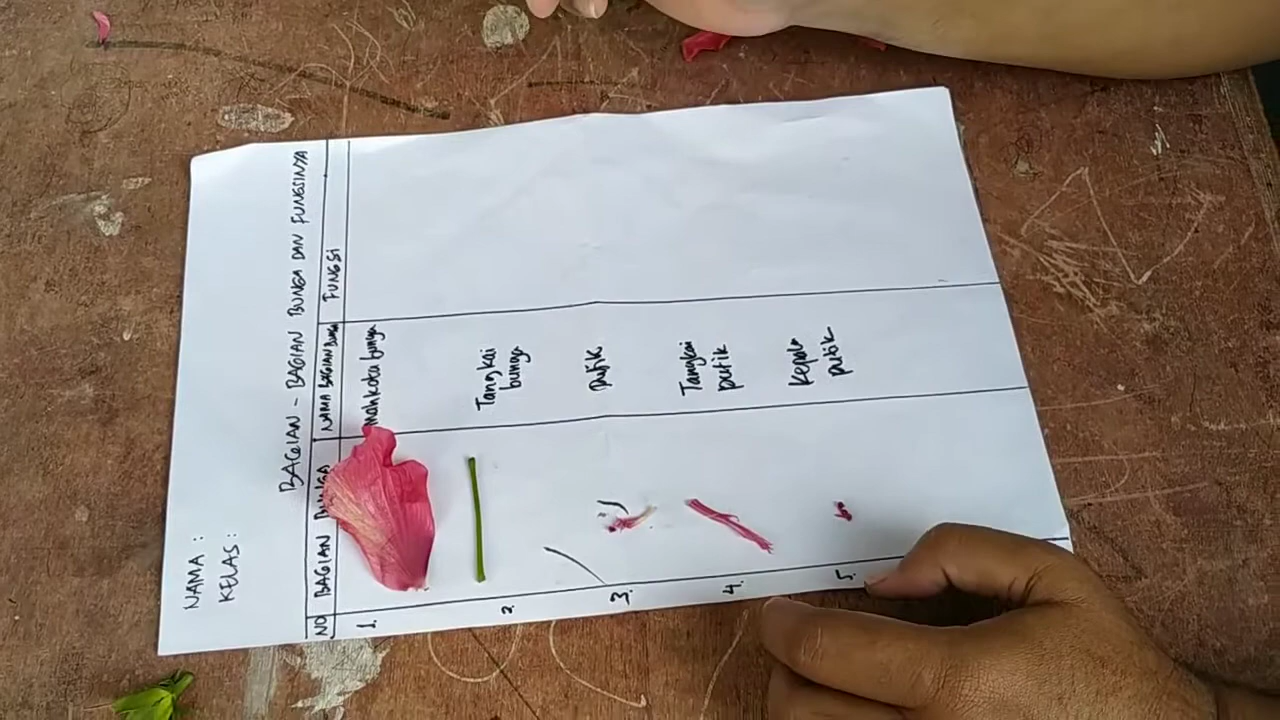 NAMA :
KELAS :
BAGIAN - BAGIAN BUNGA DAN FUNGSINYA
NO BAGIAN BUNGA NAMA BAGIAN BUNGA FUNGSI
1. Mahkota bunga
2. Tangkai
bunga
3. Putik
4. Tangkai
putik
5. Kepala
putik